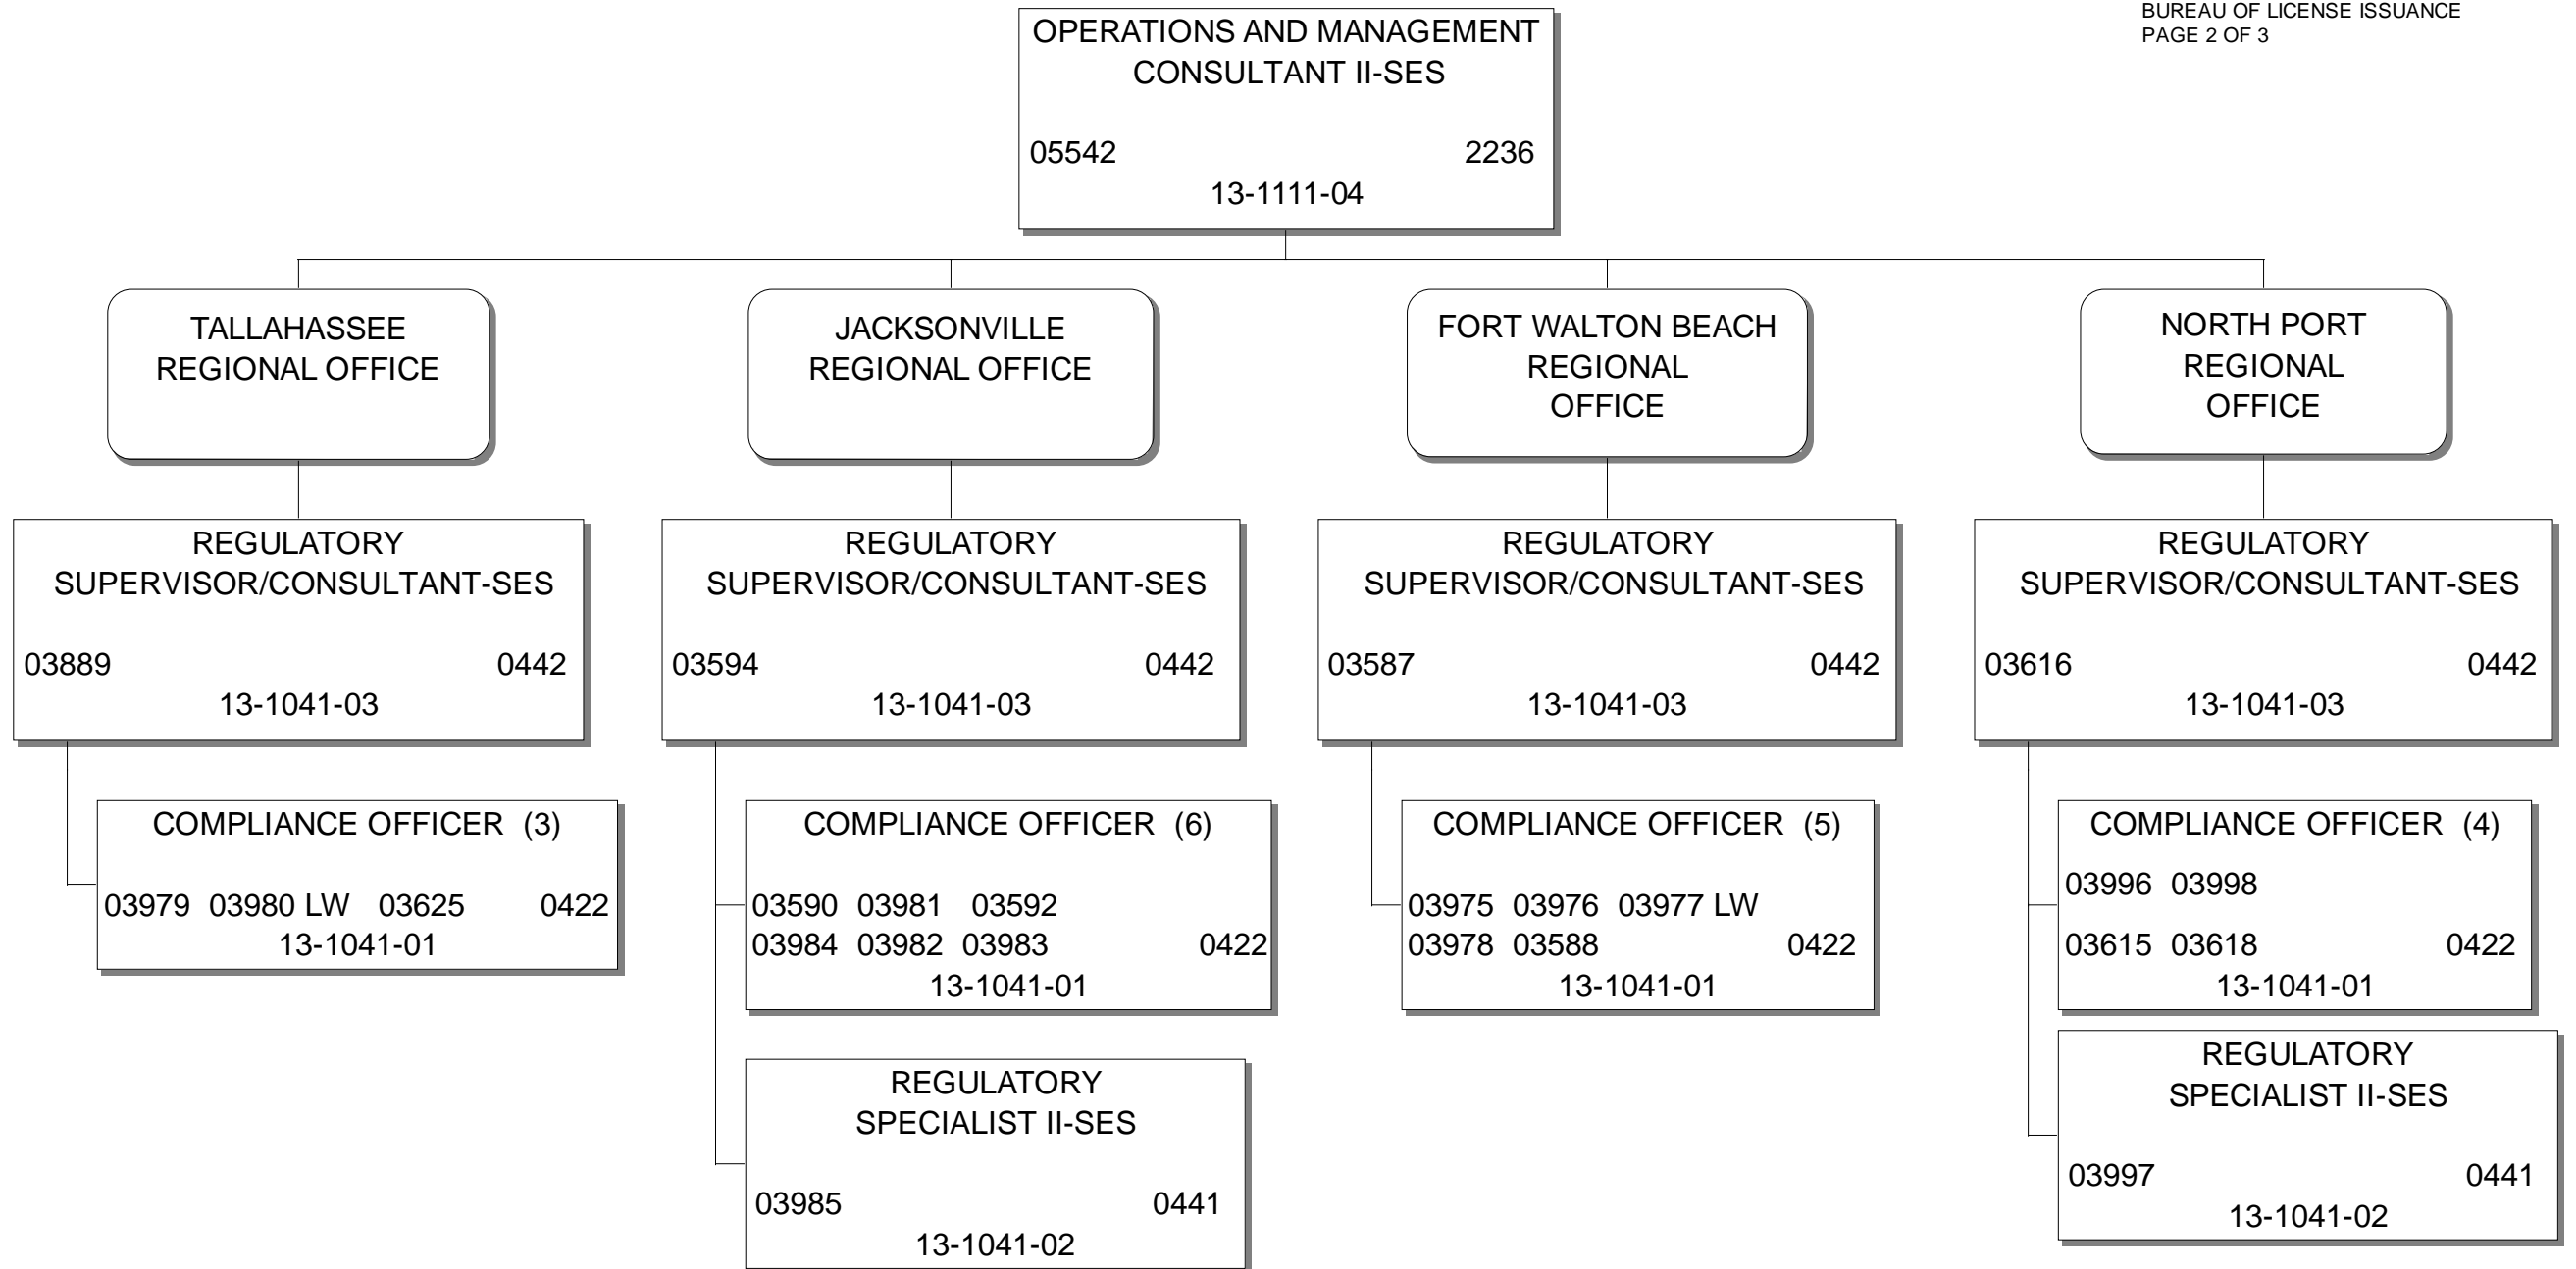 BUREAU OF LICENSE ISSUANCE
PAGE 2 OF 3
OPERATIONS AND MANAGEMENT
CONSULTANT II-SES
05542 2236
13-1111-04
TALLAHASSEE
REGIONAL OFFICE
JACKSONVILLE
REGIONAL OFFICE
FORT WALTON BEACH
REGIONAL
OFFICE
NORTH PORT
REGIONAL
OFFICE
REGULATORY
SUPERVISOR/CONSULTANT-SES
03889 0442
13-1041-03
REGULATORY
SUPERVISOR/CONSULTANT-SES
03594 0442
13-1041-03
REGULATORY
SUPERVISOR/CONSULTANT-SES
03587 0442
13-1041-03
REGULATORY
SUPERVISOR/CONSULTANT-SES
03616 0442
13-1041-03
COMPLIANCE OFFICER (3)
03979 03980 LW 03625 0422
13-1041-01
COMPLIANCE OFFICER (6)
03590 03981 03592
03984 03982 03983 0422
13-1041-01
COMPLIANCE OFFICER (5)
03975 03976 03977 LW
03978 03588 0422
13-1041-01
COMPLIANCE OFFICER (4)
03996 03998
03615 03618 0422
13-1041-01
REGULATORY
SPECIALIST II-SES
03985 0441
13-1041-02
REGULATORY
SPECIALIST II-SES
03997 0441
13-1041-02